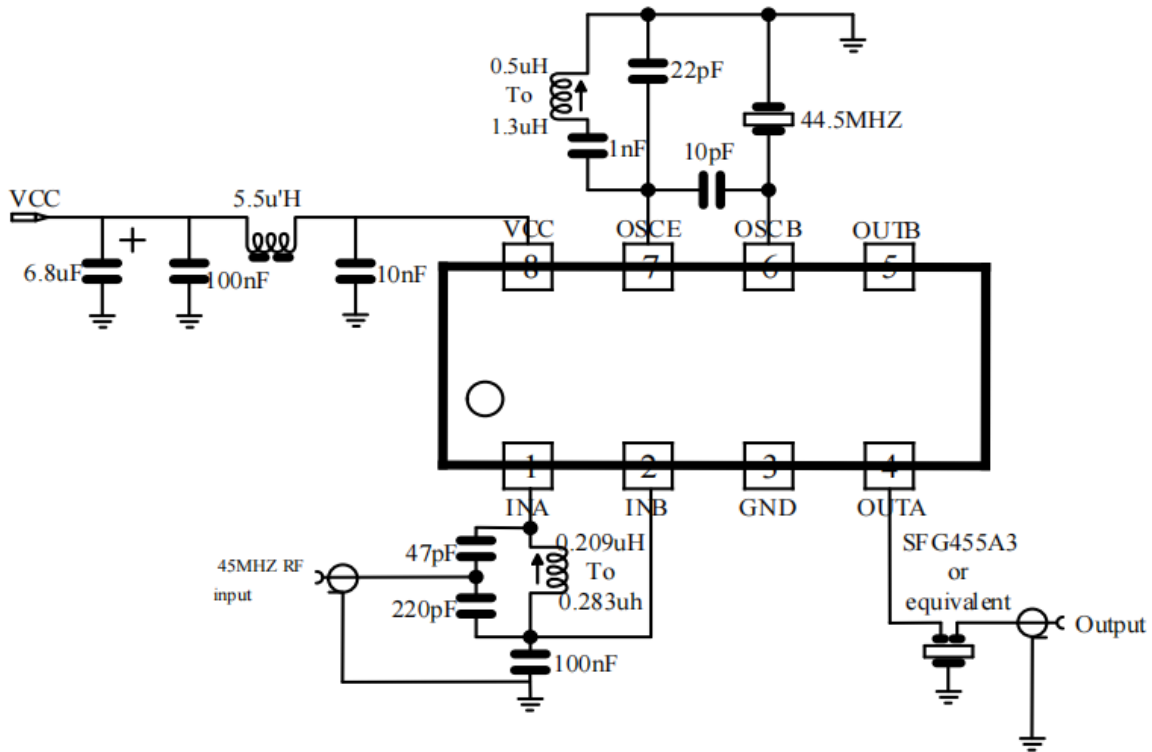 0.5uH
To
1.3uH
22pF
44.5MHZ
1nF
10pF
VCC
5.5u'H
VCC
OSCE
OSCB
OUTB
6.8uF
+
100nF
10nF
8
7
6
5
1
2
3
4
INA
INB
GND
OUTA
47pF
0.209uH
To
0.283uh
SFG455A3
or
equivalent
45MHZ RF
input
220pF
100nF
Output